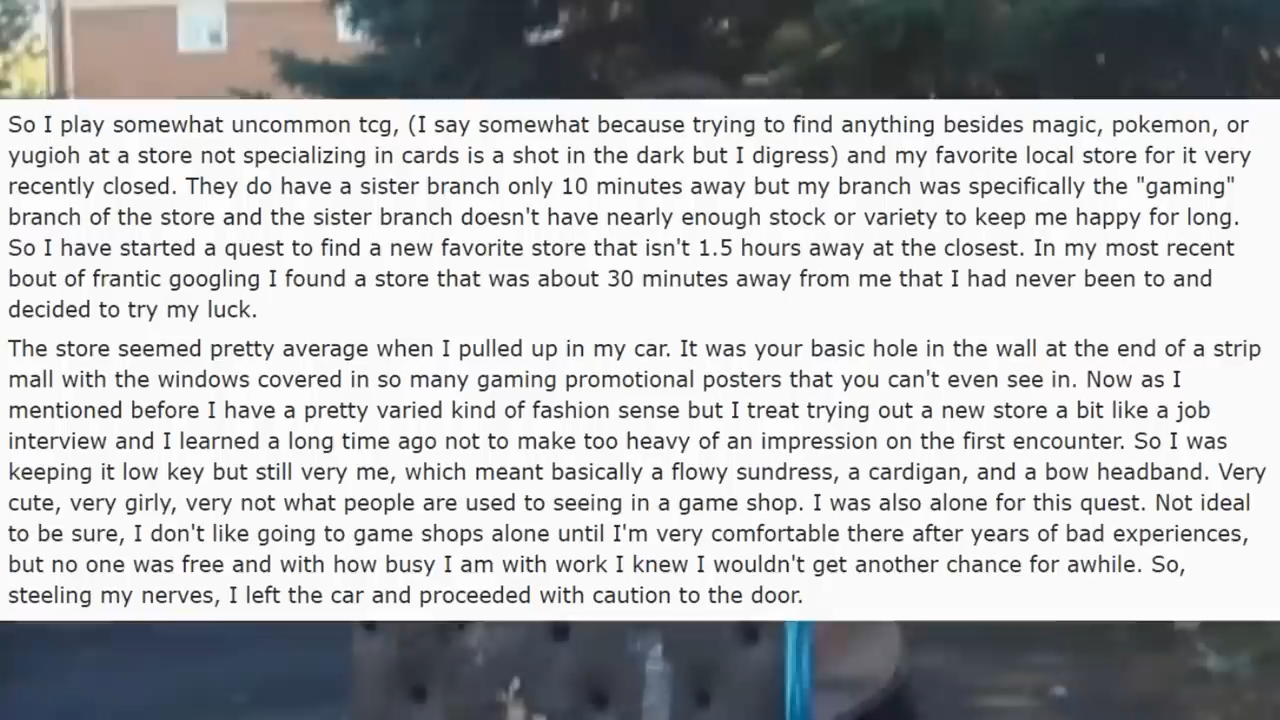 So I play somewhat uncommon tcg, (I say somewhat because trying to find anything besides magic, pokemon, or
yugioh at a store not specializing in cards is a shot in the dark but I digress) and my favorite local store for it very
recently closed. They do have a sister branch only 10 minutes away but my branch was specifically the "gaming"
branch of the store and the sister branch doesn't have nearly enough stock or variety to keep me happy for long.
So I have started a quest to find a new favorite store that isn't 1.5 hours away at the closest. In my most recent
bout of frantic googling I found a store that was about 30 minutes away from me that I had never been to and
decided to try my luck.
The store seemed pretty average when I pulled up in my car. It was your basic hole in the wall at the end of a strip
mall with the windows covered in so many gaming promotional posters that you can't even see in. Now as I
mentioned before I have a pretty varied kind of fashion sense but I treat trying out a new store a bit like a job
interview and I learned a long time ago not to make too heavy of an impression on the first encounter. So I was
keeping it low key but still very me, which meant basically a flowy sundress, a cardigan, and a bow headband. Very
cute, very girly, very not what people are used to seeing in a game shop. I was also alone for this quest. Not ideal
to be sure, I don't like going to game shops alone until I'm very comfortable there after years of bad experiences,
but no one was free and with how busy I am with work I knew I wouldn't get another chance for awhile. So,
steeling my nerves, I left the car and proceeded with caution to the door.